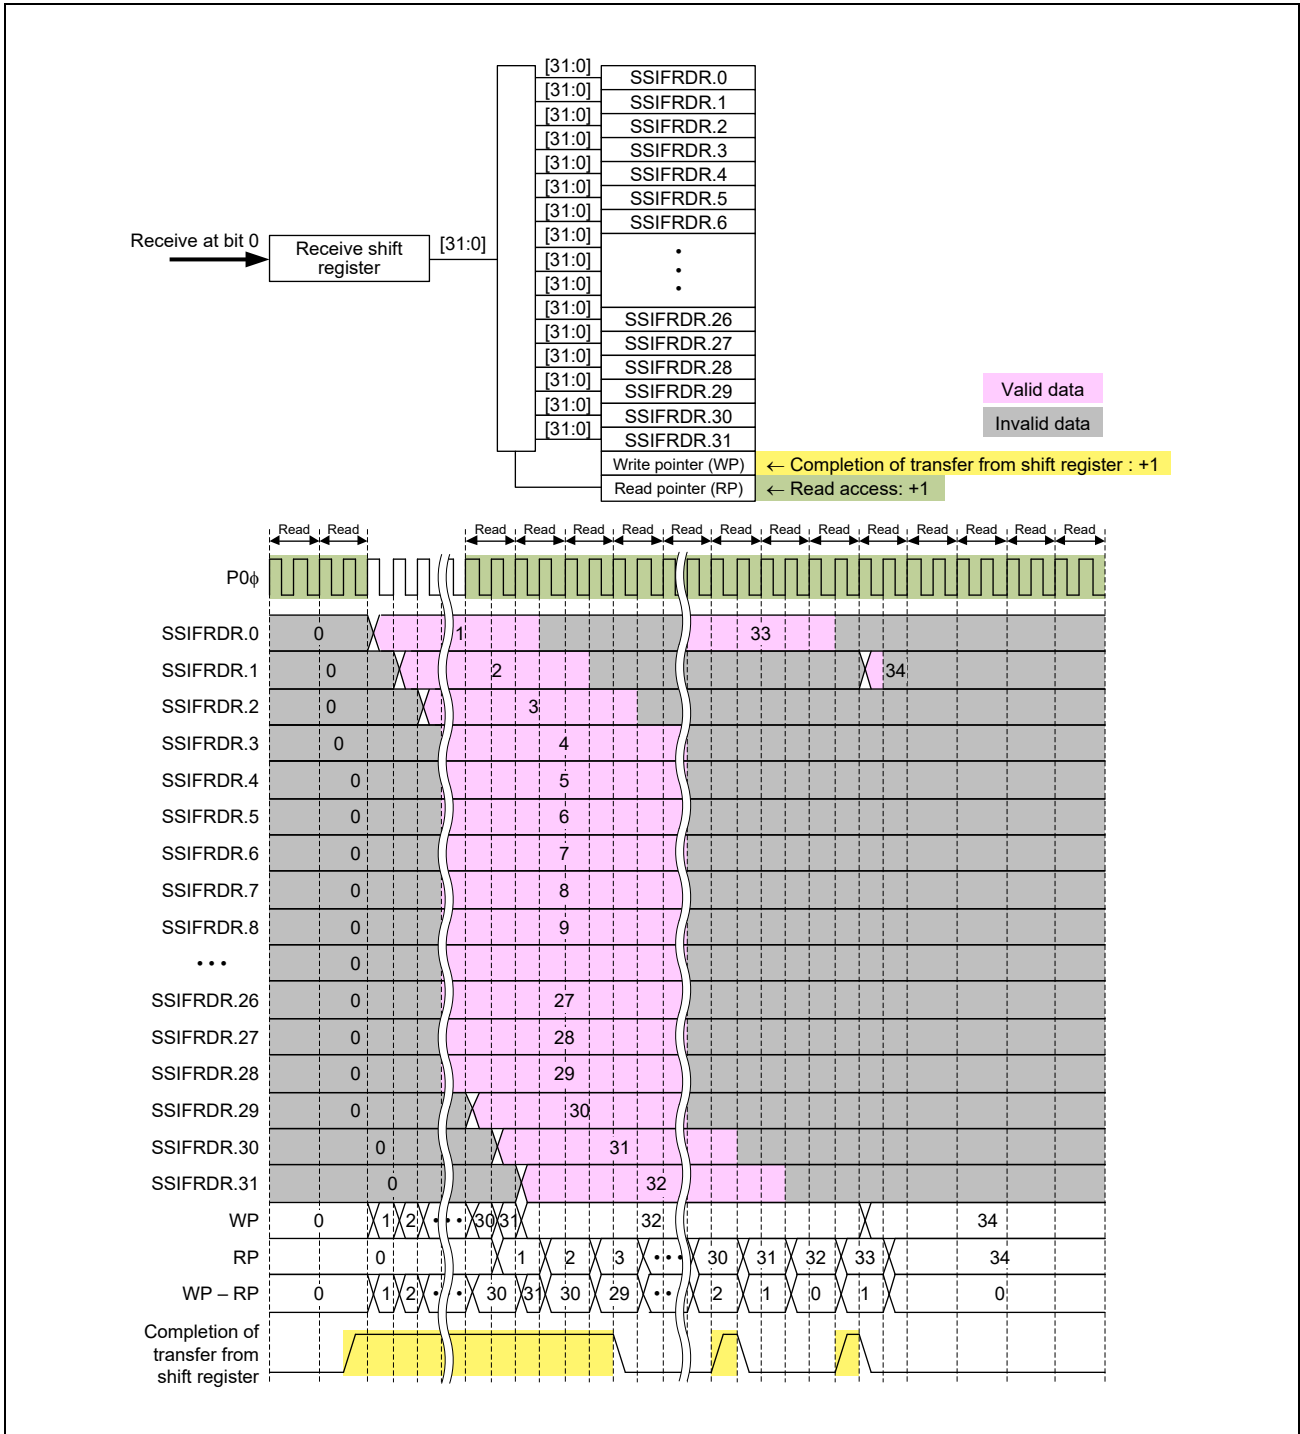 [31:0] SSIFRDR.0
[31:0] SSIFRDR.1
[31:0] SSIFRDR.2
[31:0] SSIFRDR.3
[31:0] SSIFRDR.4
[31:0] SSIFRDR.5
[31:0] SSIFRDR.6
[31:0]
[31:0]
[31:0]
[31:0] SSIFRDR.26
[31:0] SSIFRDR.27
[31:0] SSIFRDR.28
[31:0] SSIFRDR.29
[31:0] SSIFRDR.30
[31:0] SSIFRDR.31
Receive at bit 0
Receive shift
register
[31:0]
Valid data
Invalid data
Write pointer (WP) ← Completion of transfer from shift register : +1
Read pointer (RP) ← Read access: +1
Read Read Read Read Read Read Read Read Read Read Read Read Read Read Read
P0ϕ
SSIFRDR.0 0 1 33
SSIFRDR.1 0 2 34
SSIFRDR.2 0 3
SSIFRDR.3 0 4
SSIFRDR.4 0 5
SSIFRDR.5 0 6
SSIFRDR.6 0 7
SSIFRDR.7 0 8
SSIFRDR.8 0 9
• • • 0
SSIFRDR.26 0 27
SSIFRDR.27 0 28
SSIFRDR.28 0 29
SSIFRDR.29 0 30
SSIFRDR.30 0 31
SSIFRDR.31 0 32
WP 0 1 2 • • • 30 31 32 34
RP 0 1 2 3 • • • 30 31 32 33 34
WP – RP 0 1 2 • • 30 31 30 29 • • 2 1 0 1 0
Completion of
transfer from
shift register